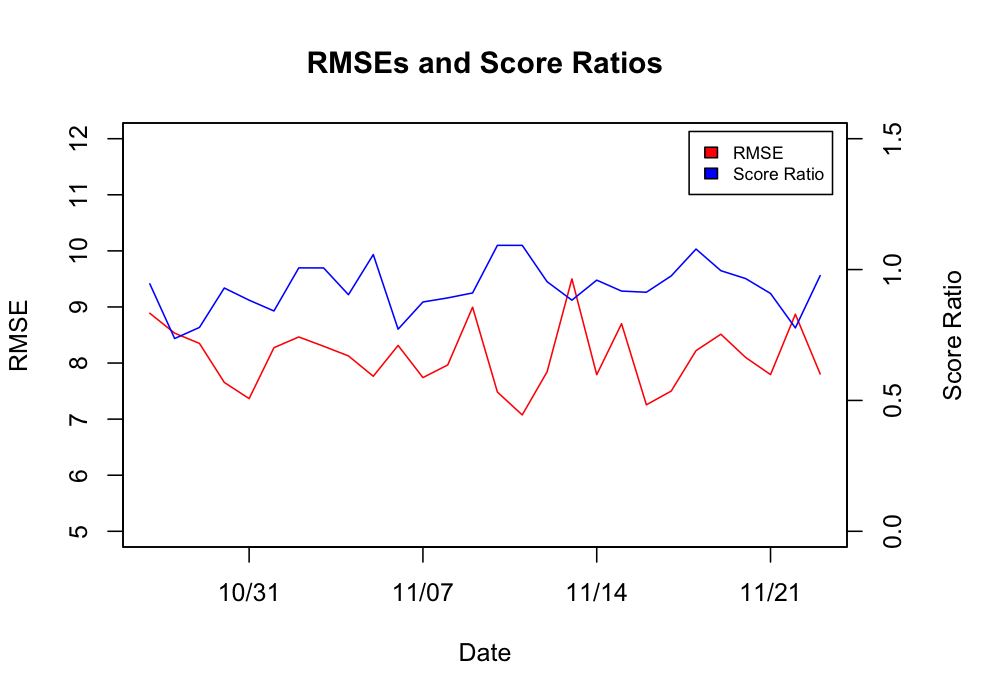 RMSEs and Score Ratios
RMSE
Score Ratio
12
11
10
9
8
7
6
5
RMSE
1.5
1.0
0.5
0.0
Score Ratio
10/31
11/07
11/14
11/21
Date